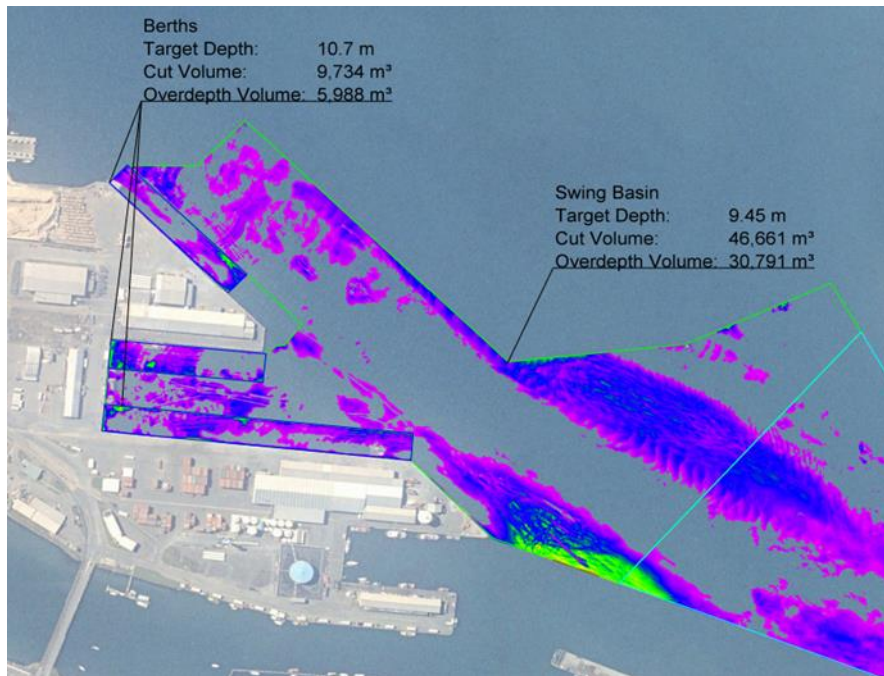 Berths
Target Depth: 10.7 m
Cut Volume: 9,734 m³
Overdepth Volume: 5,988 m³
Swing Basin
Target Depth: 9.45 m
Cut Volume: 46,661 m³
Overdepth Volume: 30,791 m³